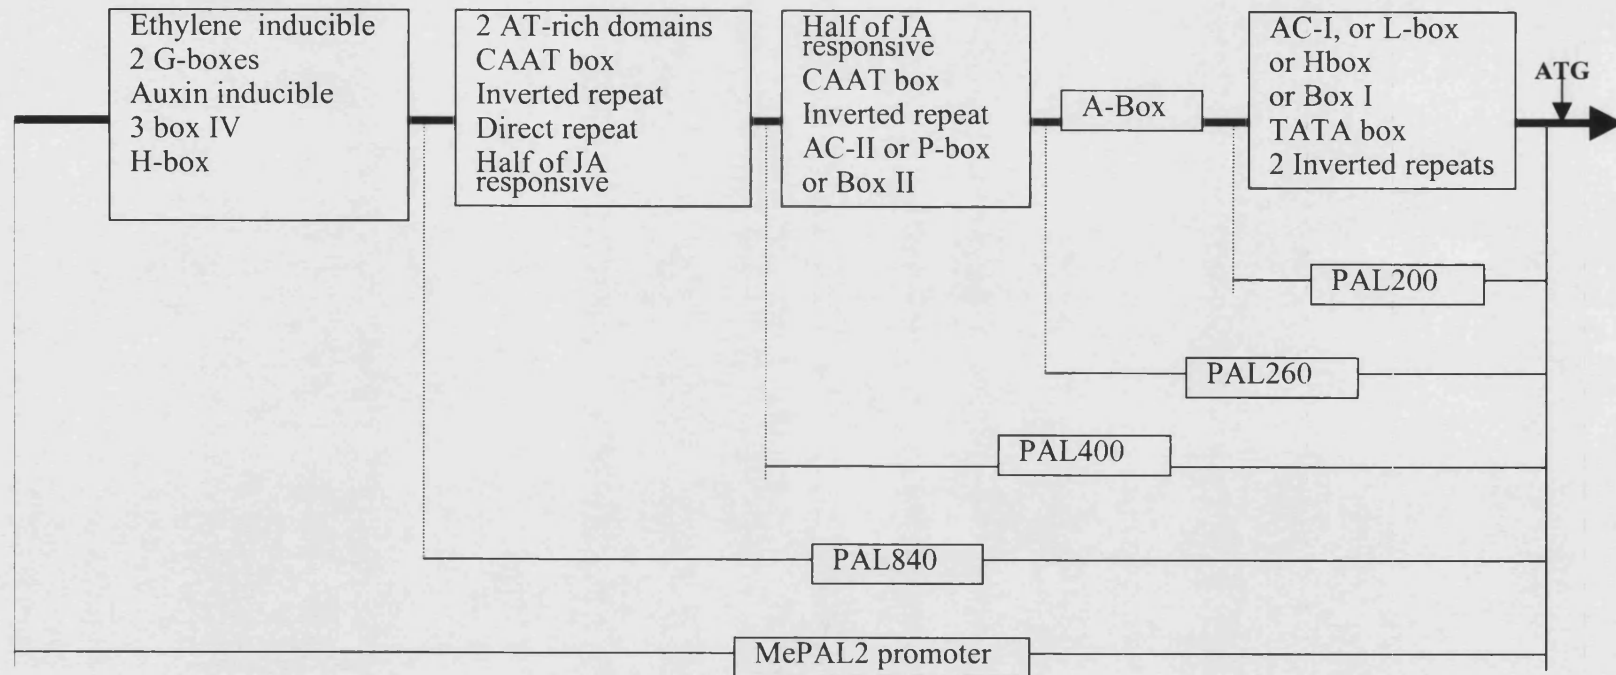 Ethylene inducible
2 G-boxes
Auxin inducible
3 box IV
H-box
2 AT-rich domains
CAAT box
Inverted repeat
Direct repeat
Half of JA
responsive
Half of JA
responsive
CAAT box
Inverted repeat
AC-II or P-box
or Box II
A-Box
AC-I, or L-box
or Hbox
or Box I
TATA box
2 Inverted repeats
ATG
PAL200
PAL260
PAL400
PAL840
MePAL2 promoter